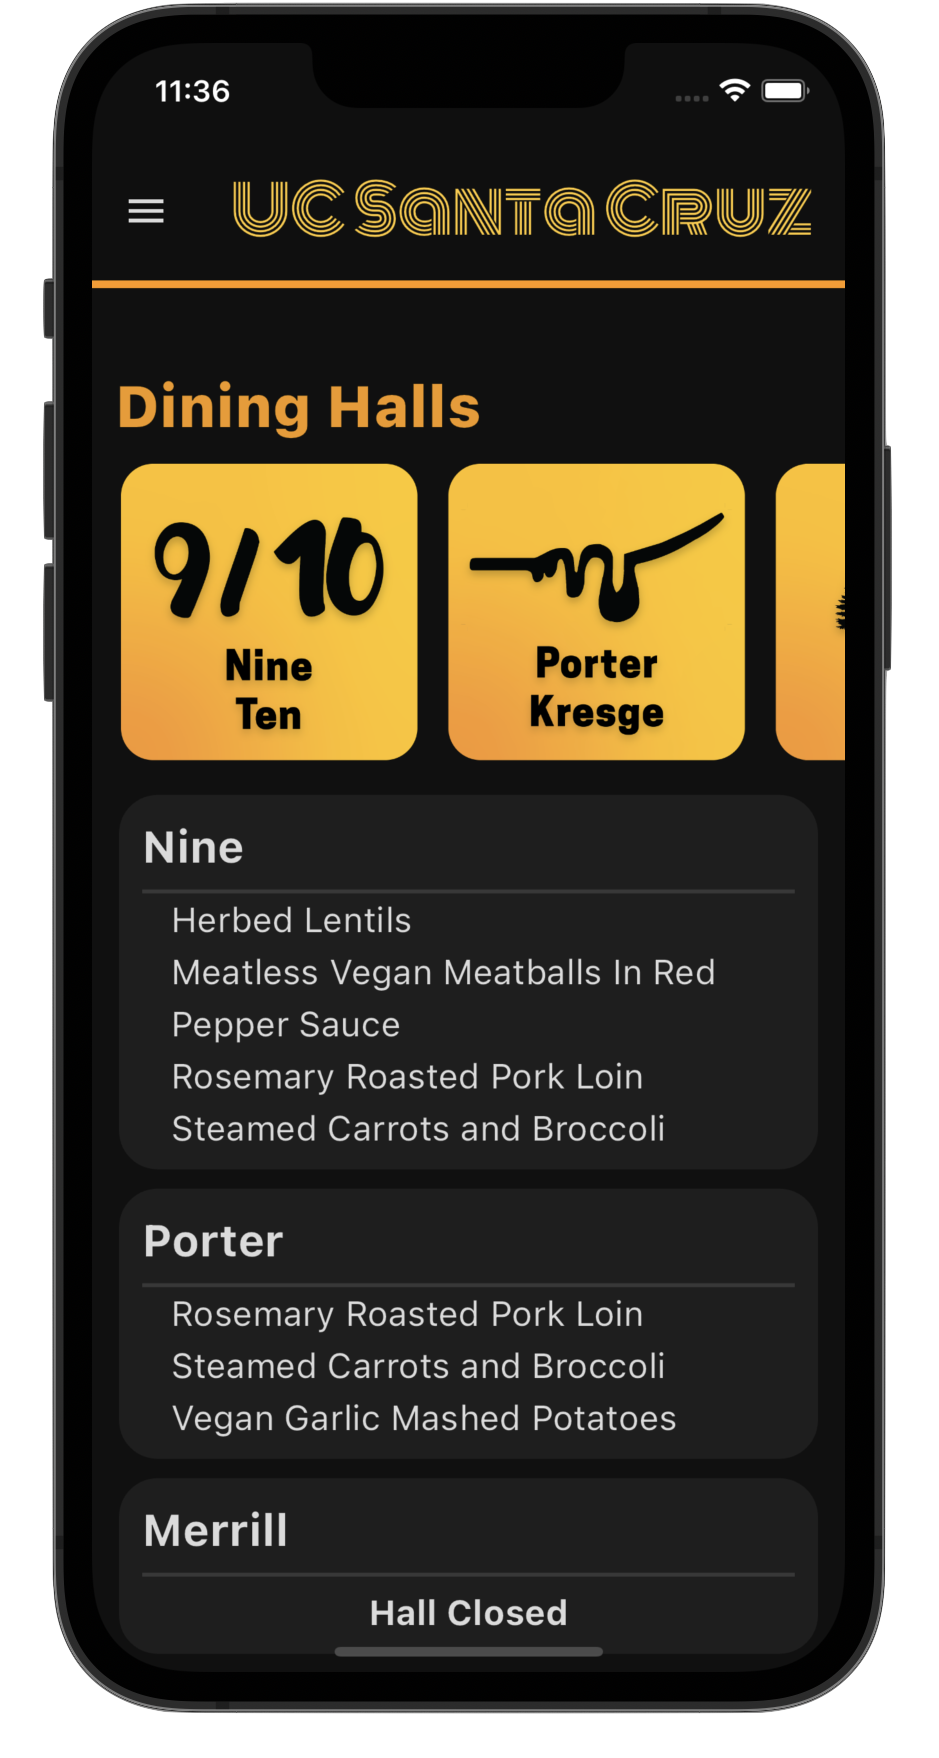 11:36
UC Santa Cruz
Dining Halls
9/10
Nine
Ten
Porter
Kresge
Nine
Herbed Lentils
Meatless Vegan Meatballs In Red
Pepper Sauce
Rosemary Roasted Pork Loin
Steamed Carrots and Broccoli
Porter
Rosemary Roasted Pork Loin
Steamed Carrots and Broccoli
Vegan Garlic Mashed Potatoes
Merrill
Hall Closed